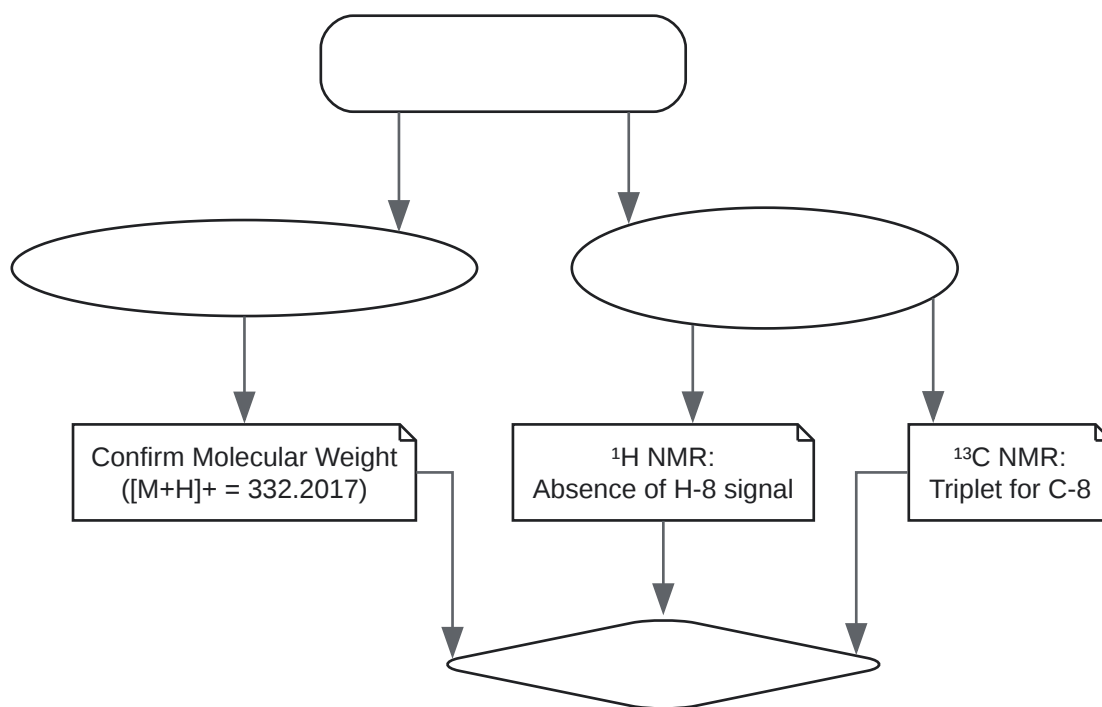 Confirm Molecular Weight
([M+H]+ = 332.2017)
¹H NMR:
Absence of H-8 signal
¹³C NMR:
Triplet for C-8